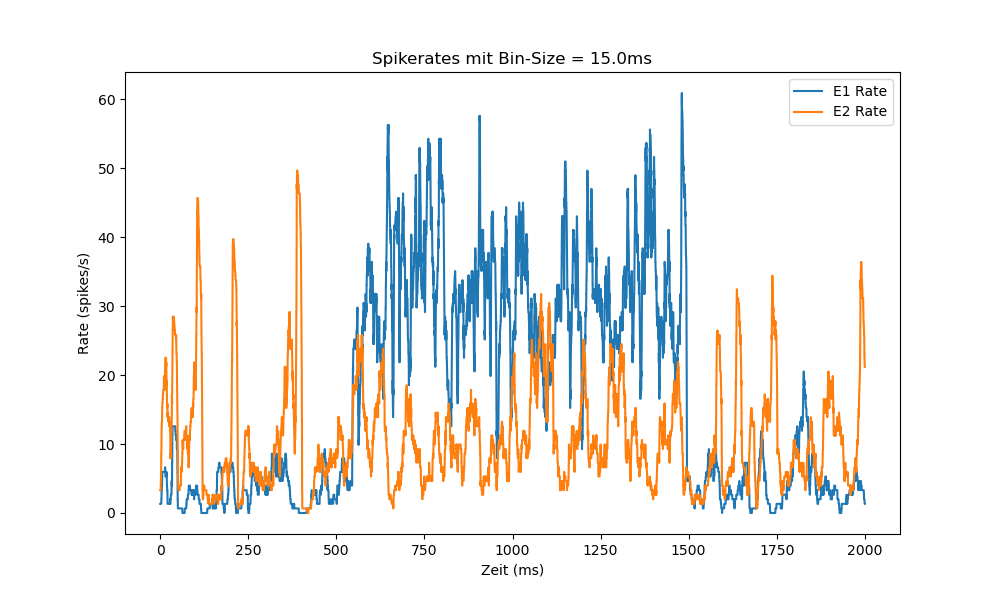 Spikerates mit Bin-Size = 15.0ms
E1 Rate
E2 Rate
Rate (spikes/s)
60
50
40
30
20
10
0
0 250 500 750 1000 1250 1500 1750 2000
Zeit (ms)